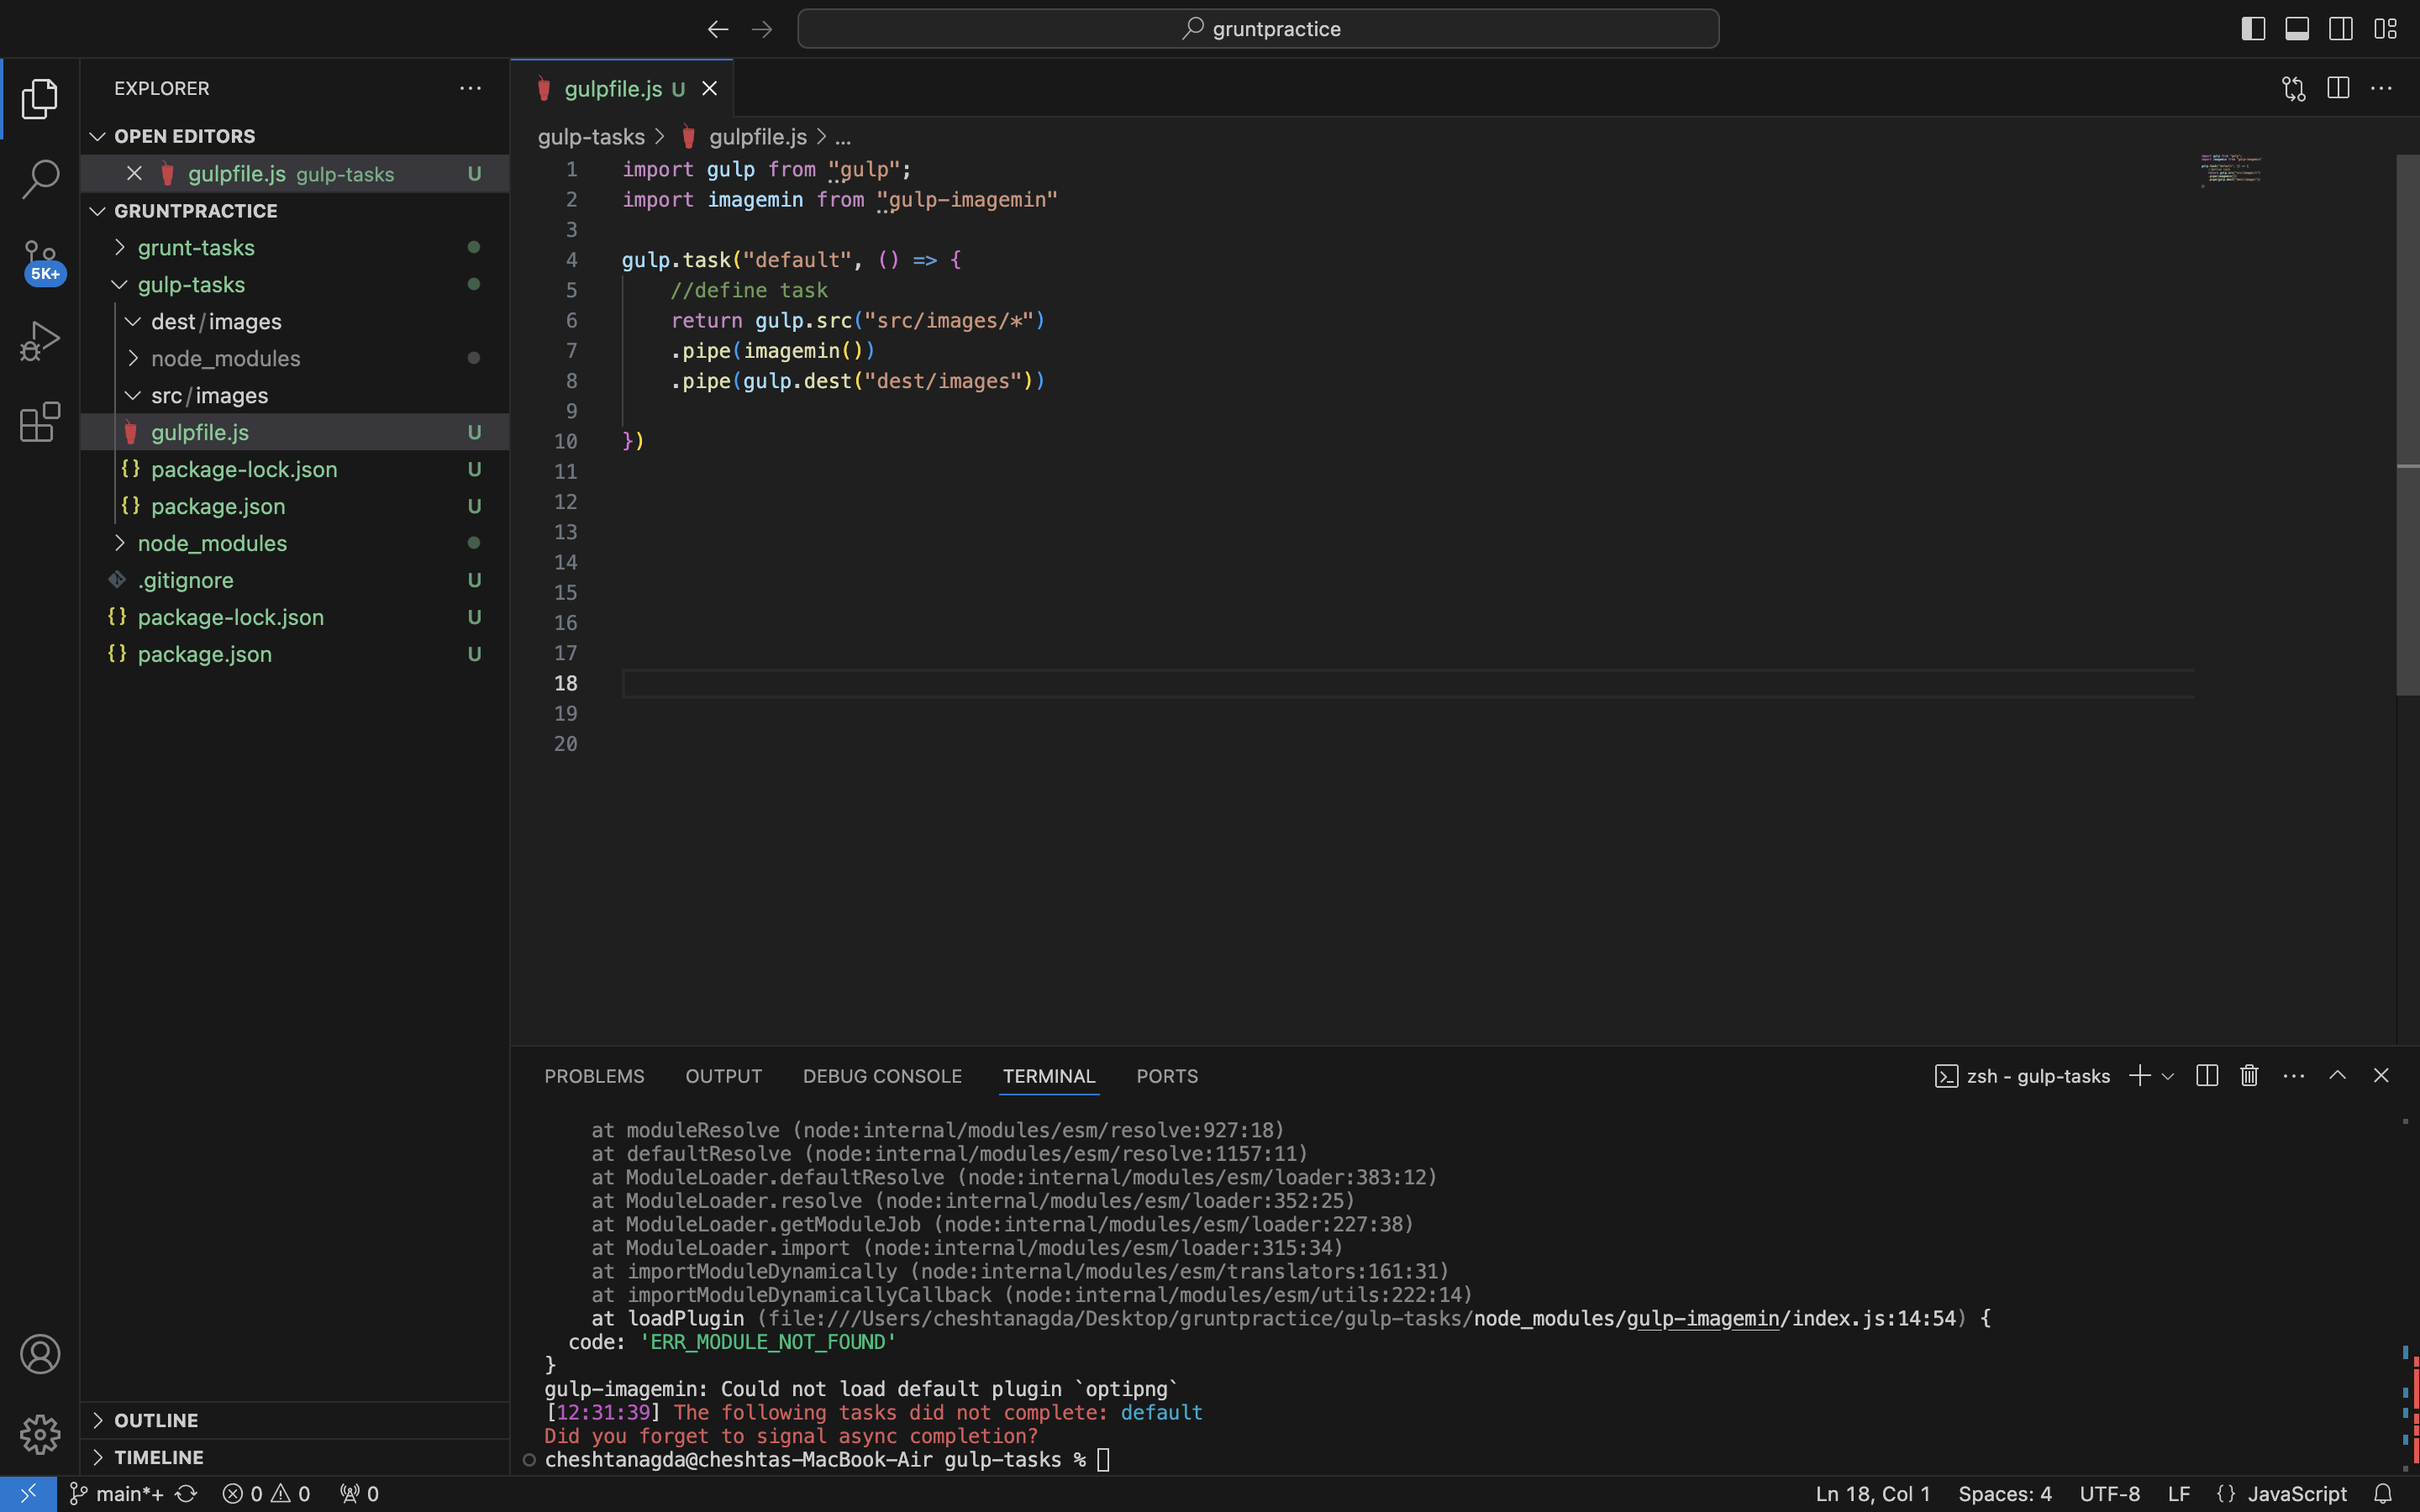 gruntpractice
EXPLORER
OPEN EDITORS
gulpfile.js gulp-tasks U
GRUNTPRACTICE
grunt-tasks
gulp-tasks
dest/images
node_modules
src/images
gulpfile.js U
package-lock.json U
package.json U
node_modules
.gitignore U
package-lock.json U
package.json U
OUTLINE
TIMELINE
5K+
gulpfile.js U
gulp-tasks > gulpfile.js > ...
1 import gulp from "gulp";
2 import imagemin from "gulp-imagemin"
3
4 gulp.task("default", () => {
5 //define task
6 return gulp.src("src/images/*")
7 .pipe(imagemin())
8 .pipe(gulp.dest("dest/images"))
9
10 })
11
12
13
14
15
16
17
18
19
20
PROBLEMS OUTPUT DEBUG CONSOLE TERMINAL PORTS
zsh - gulp-tasks
at moduleResolve (node:internal/modules/esm/resolve:927:18)
at defaultResolve (node:internal/modules/esm/resolve:1157:11)
at ModuleLoader.defaultResolve (node:internal/modules/esm/loader:383:12)
at ModuleLoader.resolve (node:internal/modules/esm/loader:352:25)
at ModuleLoader.getModuleJob (node:internal/modules/esm/loader:227:38)
at ModuleLoader.import (node:internal/modules/esm/loader:315:34)
at importModuleDynamically (node:internal/modules/esm/translators:161:31)
at importModuleDynamicallyCallback (node:internal/modules/esm/utils:222:14)
at loadPlugin (file:///Users/cheshtanagda/Desktop/gruntpractice/gulp-tasks/node_modules/gulp-imagemin/index.js:14:54) {
code: 'ERR_MODULE_NOT_FOUND'
}
gulp-imagemin: Could not load default plugin `optipng`
[12:31:39] The following tasks did not complete: default
Did you forget to signal async completion?
cheshtanagda@cheshtas-MacBook-Air gulp-tasks %
main*+ 0 0 0 Ln 18, Col 1 Spaces: 4 UTF-8 LF {} JavaScript